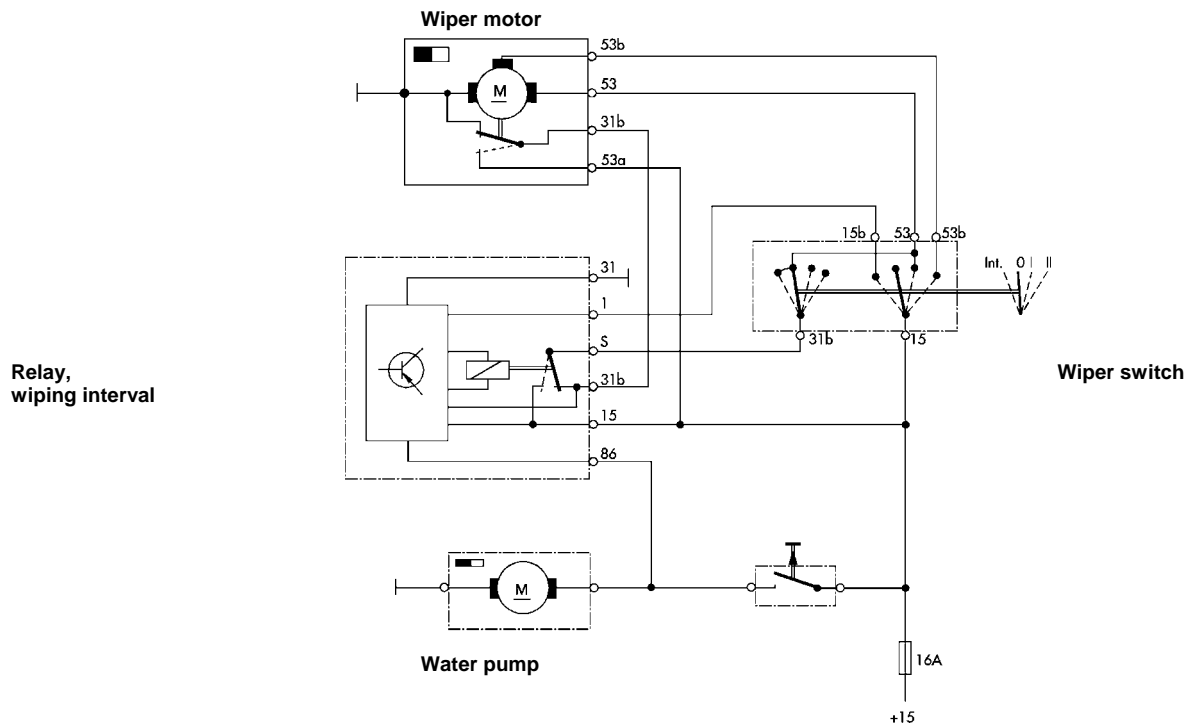 Wiper motor
53b
M
53
31b
53a
15b
53
53b
Int. 0 I II
31
1
S
31b
15
31b
15
86
Relay,
wiping interval
Wiper switch
M
Water pump
16A
+15